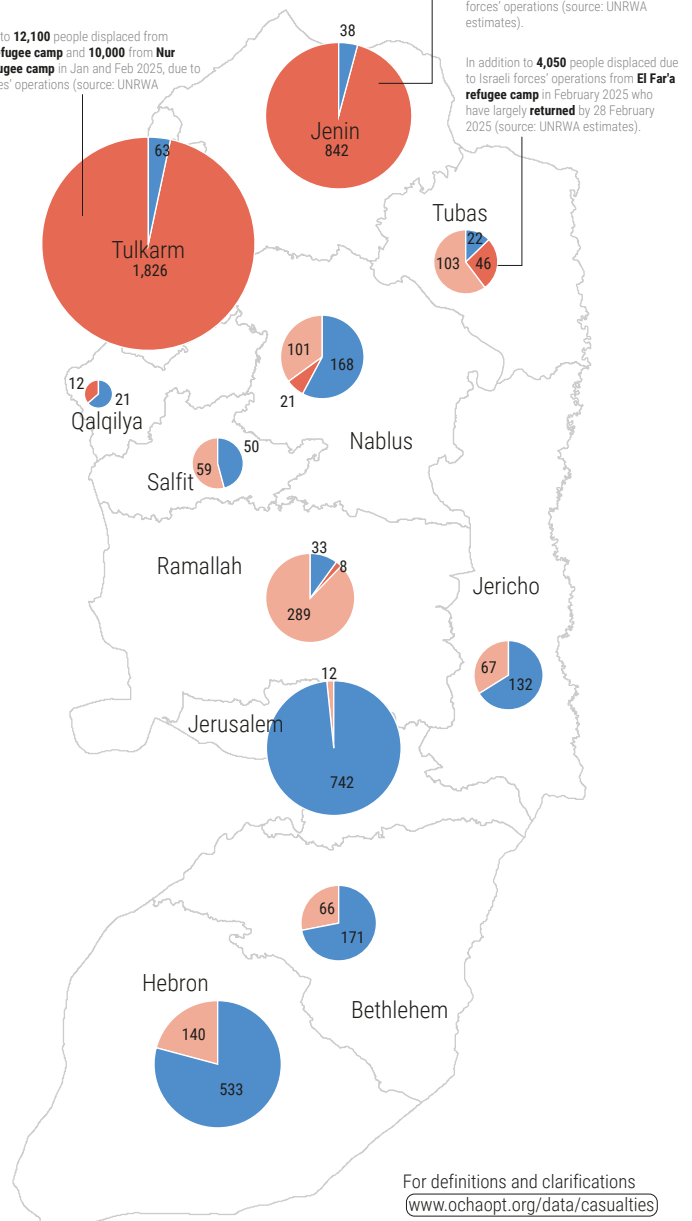 forces' operations (source: UNRWA
estimates).
to 12,100 people displaced from
efugee camp and 10,000 from Nur
ugee camp in Jan and Feb 2025, due to
es' operations (source: UNRWA
In addition to 4,050 people displaced due
to Israeli forces' operations from El Far'a
refugee camp in February 2025 who
have largely returned by 28 February
2025 (source: UNRWA estimates).
38
Jenin
842
63
Tulkarm
1,826
Tubas
22
103
46
101
168
21
Nablus
12
21
Qalqilya
50
59
Salfit
Ramallah
33
8
289
Jericho
67
132
12
Jerusalem
742
66
171
Bethlehem
Hebron
140
533
For definitions and clarifications
www.ochaopt.org/data/casualties